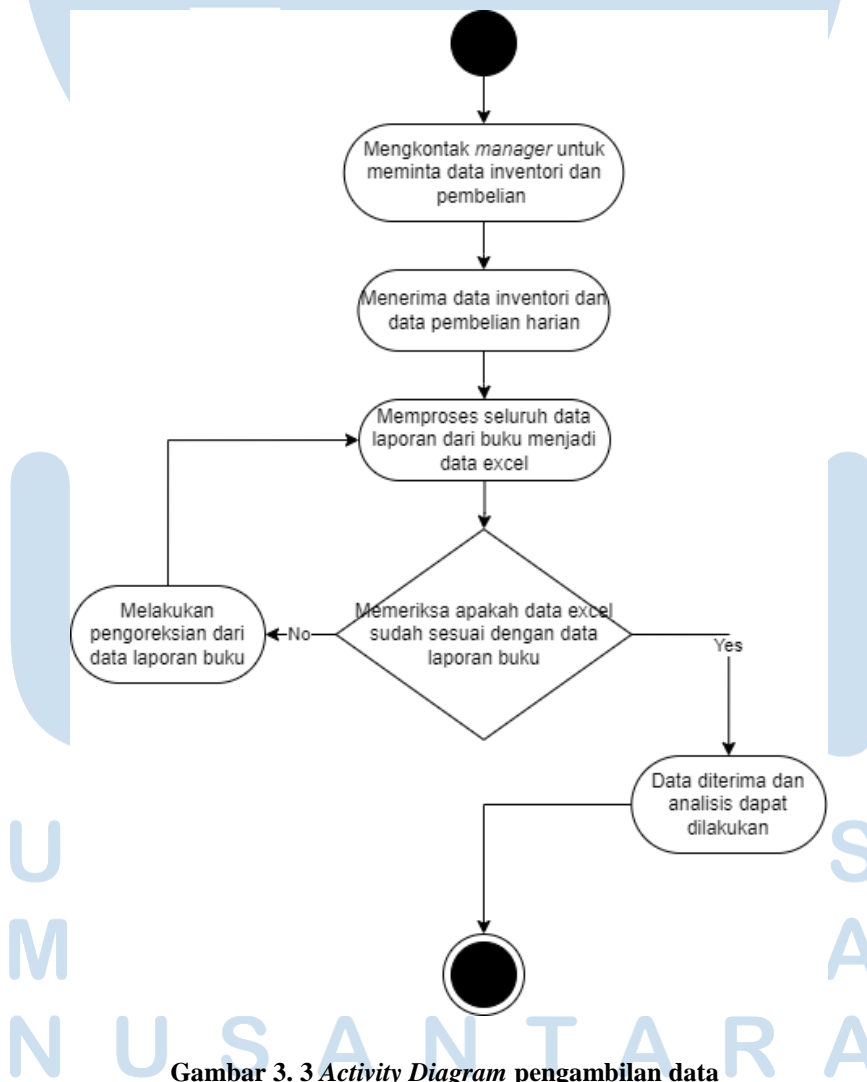 Mengkontak manager untuk
meminta data inventori dan
pembelian
Menerima data inventori dan
data pembelian harian
Memproses seluruh data
laporan dari buku menjadi
data excel
Memeriksa apakah data excel
sudah sesuai dengan data
laporan buku
No
Melakukan
pengoreksian dari
data laporan buku
Yes
Data diterima dan
analisis dapat
dilakukan
U S
M A
N U S A N T A R A
Gambar 3. 3 Activity Diagram pengambilan data